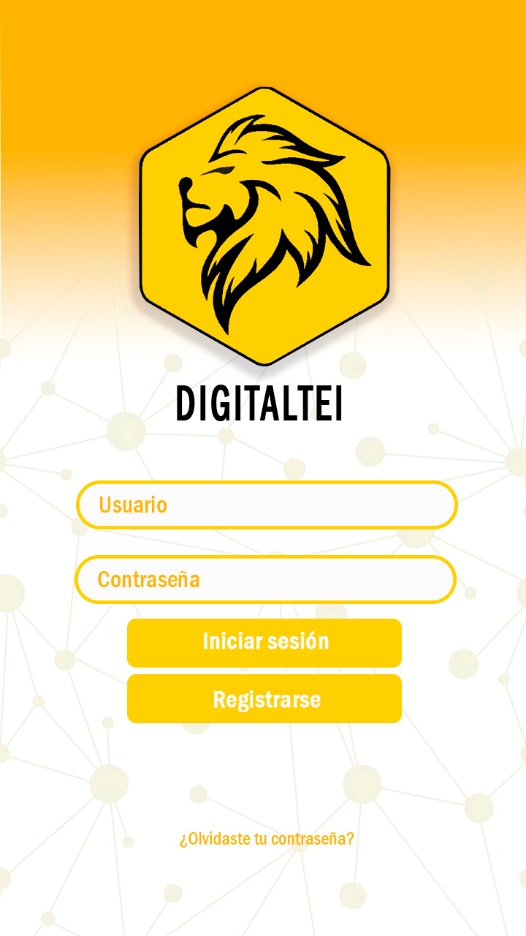 DIGITALTEI
Usuario
Contraseña
Iniciar sesión
Registrarse
¿Olvidaste tu contraseña?